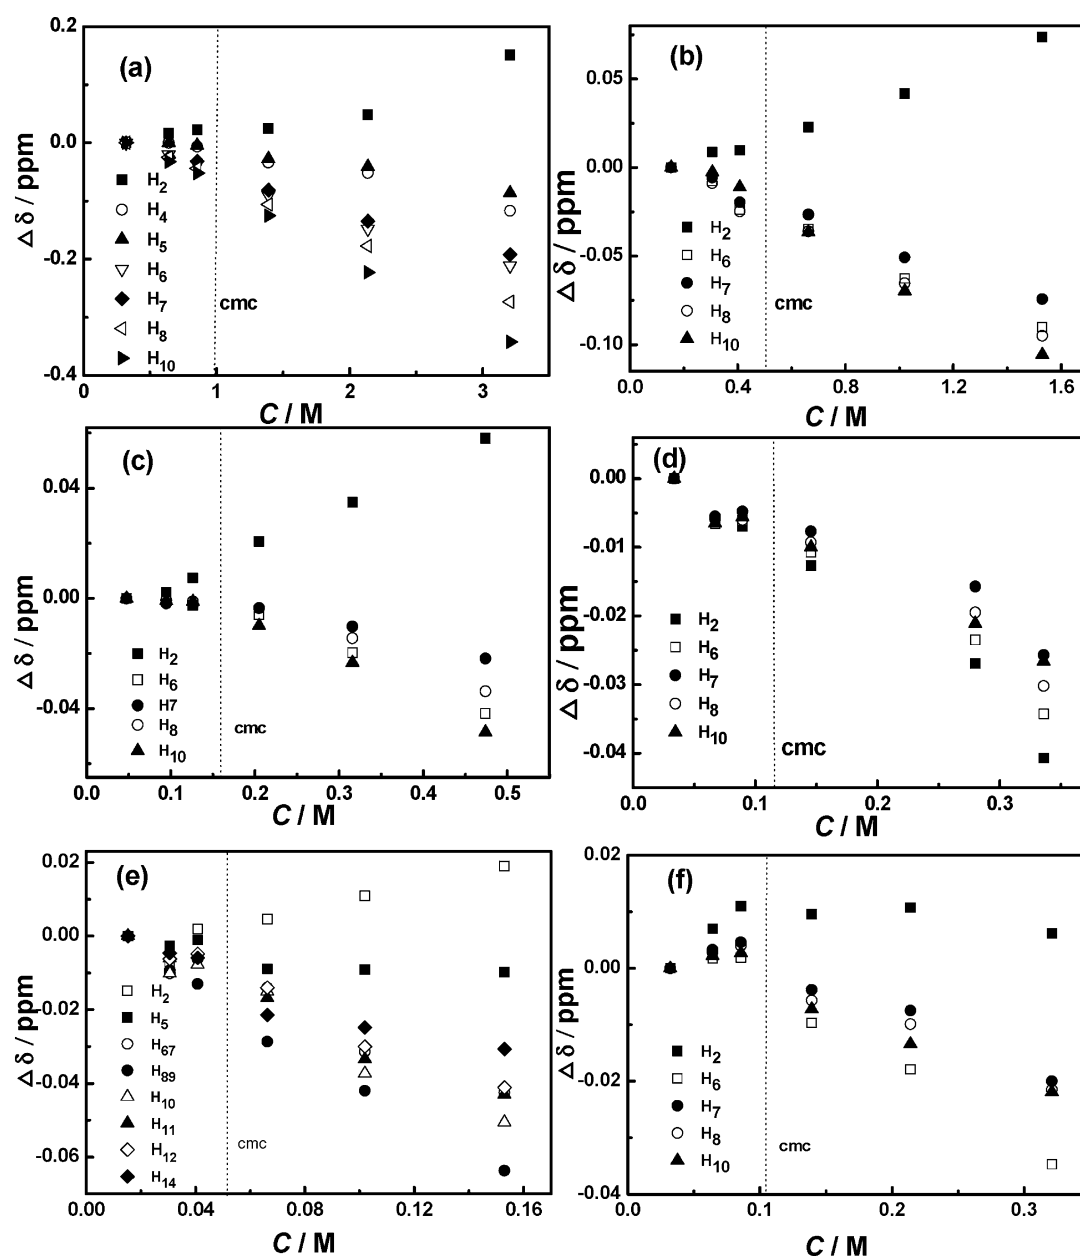 (a)
0.2
0.0
-0.2
-0.4
Δ δ / ppm
H2
H4
H5
H6
H7
H8
H10
cmc
0
1
2
3
C / M
(b)
0.05
0.00
-0.05
-0.10
Δ δ / ppm
H2
H6
H7
H8
H10
cmc
0.0
0.4
0.8
1.2
1.6
C / M
(c)
0.04
0.00
-0.04
Δ δ / ppm
H2
H6
H7
H8
H10
cmc
0.0
0.1
0.2
0.3
0.4
0.5
C / M
(d)
0.00
-0.01
-0.02
-0.03
-0.04
Δ δ / ppm
H2
H6
H7
H8
H10
cmc
0.0
0.1
0.2
0.3
C / M
(e)
0.02
0.00
-0.02
-0.04
-0.06
Δ δ / ppm
H2
H5
H67
H89
H10
H11
H12
H14
cmc
0.00
0.04
0.08
0.12
0.16
C / M
(f)
0.02
0.00
-0.02
-0.04
Δ δ / ppm
H2
H6
H7
H8
H10
cmc
0.0
0.1
0.2
0.3
C / M